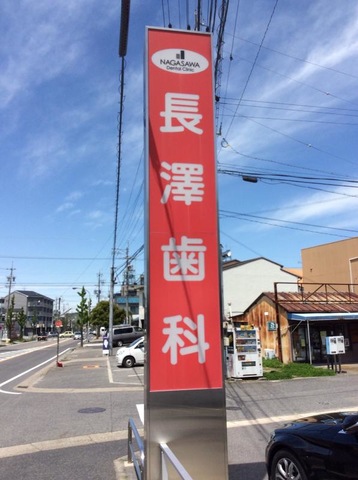 NAGASAWA
Dental Clinic
長澤歯科